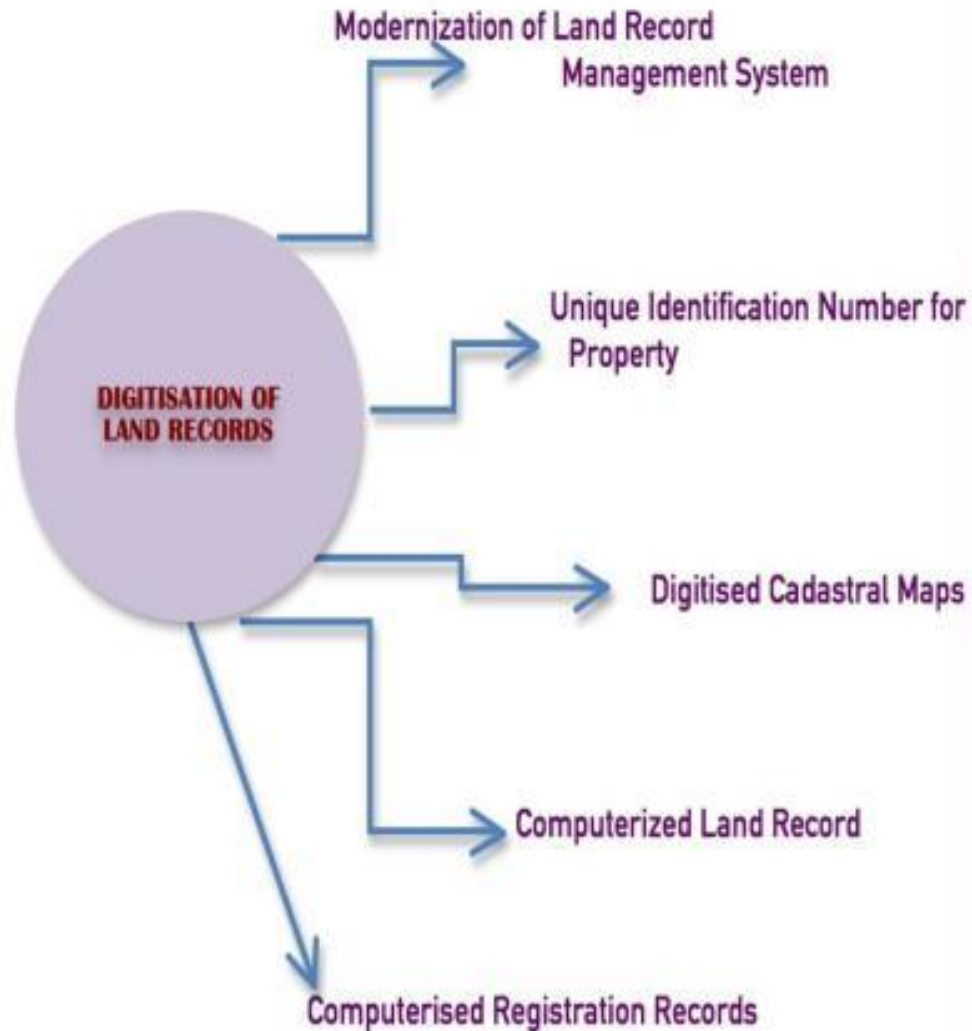 Modernization of Land Record
Management System
Unique Identification Number for
Property
DIGITISATION OF
LAND RECORDS
Digitised Cadastral Maps
Computerized Land Record
Computerised Registration Records